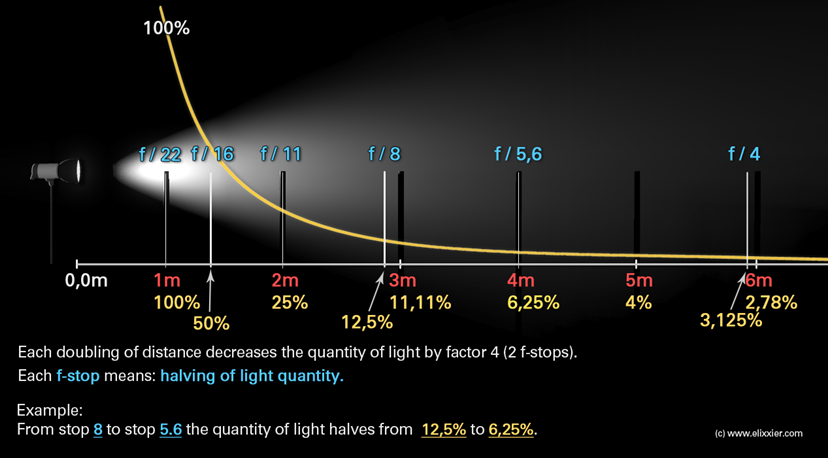 100%
f / 22 f / 16 f / 11 f / 8 f / 5,6 f / 4
0,0m 1m 2m 3m 4m 5m 6m
100% 25% 11,11% 6,25% 4% 2,78%
50% 12,5% 3,125%
Each doubling of distance decreases the quantity of light by factor 4 (2 f-stops).
Each f-stop means: halving of light quantity.
Example:
From stop 8 to stop 5.6 the quantity of light halves from 12,5% to 6,25%.
(c) www.elixxier.com